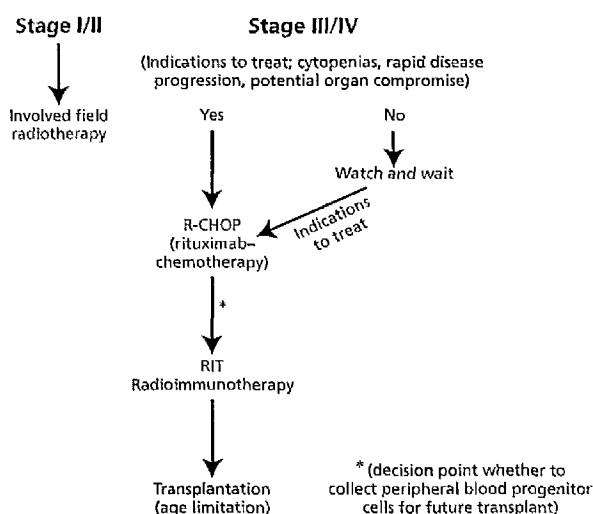 Stage I/II
Stage III/IV
(Indications to treat; cytopenias, rapid disease
progression, potential organ compromise)
Involved field
radiotherapy
Yes
No
Watch and wait
Indications
to treat
R-CHOP
(rituximab–
chemotherapy)
*
RIT
Radioimmunotherapy
Transplantation
(age limitation)
* (decision point whether to
collect peripheral blood progenitor
cells for future transplant)